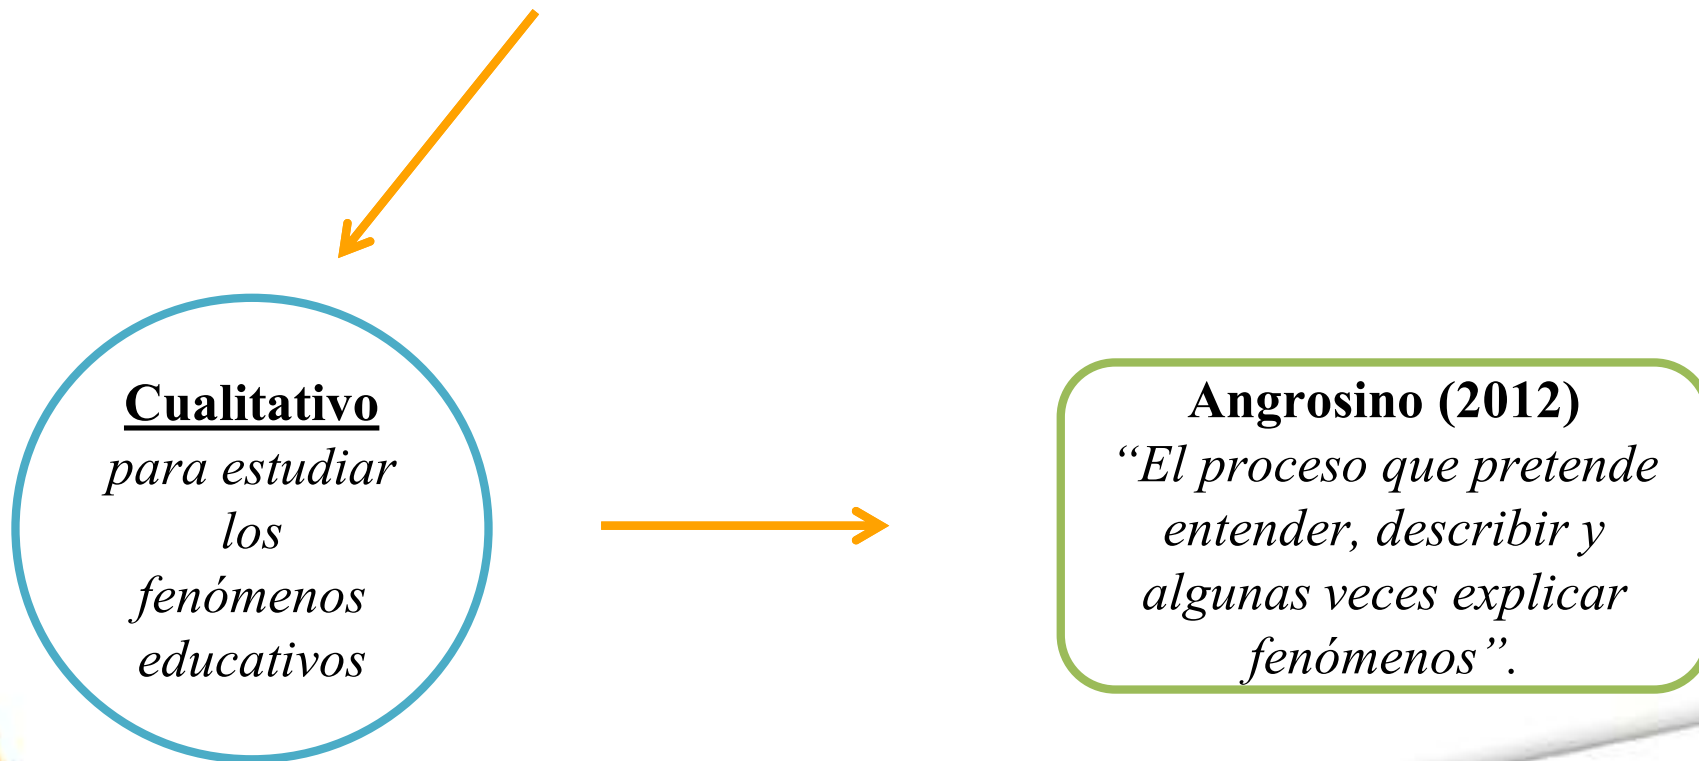 Cualitativo
para estudiar
los
fenómenos
educativos
Angrosino (2012)
“El proceso que pretende
entender, describir y
algunas veces explicar
fenómenos”.